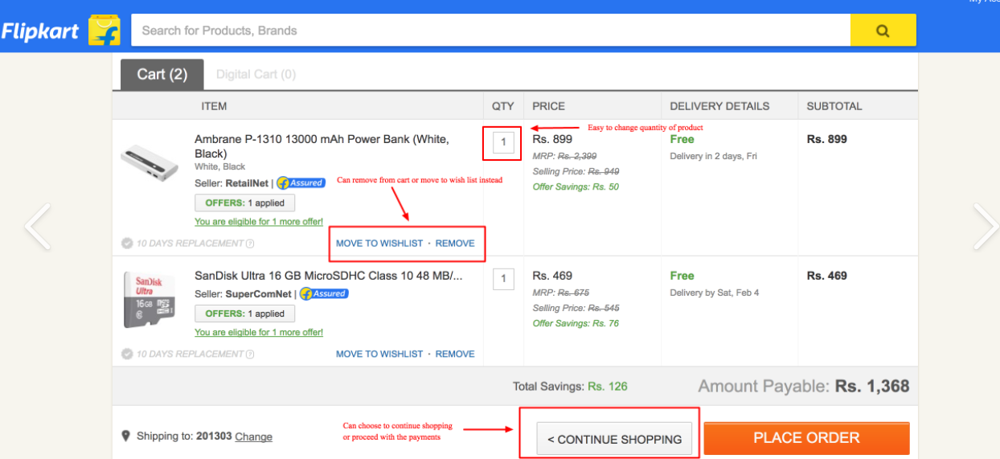 My Acc
Flipkart
Search for Products, Brands
Cart (2)
Digital Cart (0)
ITEM
QTY
PRICE
DELIVERY DETAILS
SUBTOTAL
Ambrane P-1310 13000 mAh Power Bank (White,
Black)
White, Black
Seller: RetailNet | Assured
OFFERS: 1 applied
You are eligible for 1 more offer!
10 DAYS REPLACEMENT ?
Can remove from cart or move to wish list instead
MOVE TO WISHLIST · REMOVE
1
Easy to change quantity of product
Rs. 899
MRP: Rs. 2,399
Selling Price: Rs. 949
Offer Savings: Rs. 50
Free
Delivery in 2 days, Fri
Rs. 899
SanDisk
Ultra
16GB
SanDisk Ultra 16 GB MicroSDHC Class 10 48 MB/...
Seller: SuperComNet | Assured
OFFERS: 1 applied
You are eligible for 1 more offer!
10 DAYS REPLACEMENT ?
MOVE TO WISHLIST · REMOVE
1
Rs. 469
MRP: Rs. 675
Selling Price: Rs. 545
Offer Savings: Rs. 76
Free
Delivery by Sat, Feb 4
Rs. 469
Total Savings: Rs. 126
Amount Payable: Rs. 1,368
Shipping to: 201303 Change
Can choose to continue shopping
or proceed with the payments
< CONTINUE SHOPPING
PLACE ORDER